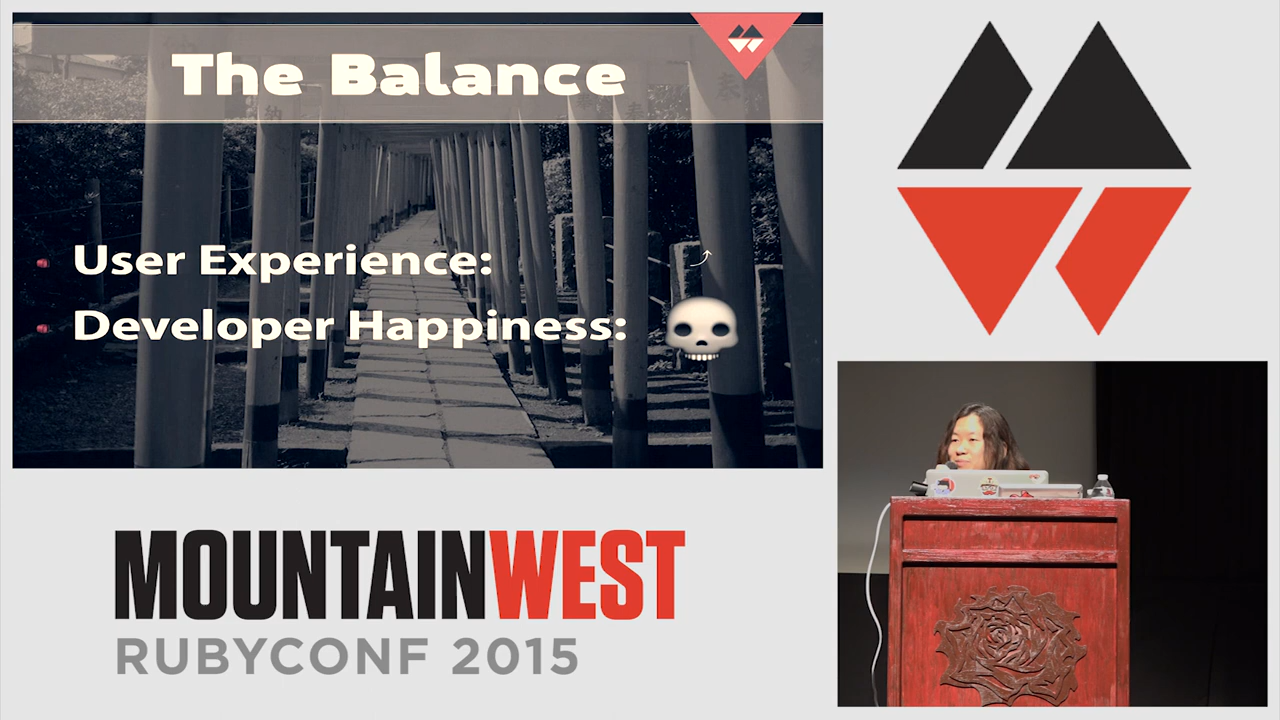 The Balance
User Experience:
Developer Happiness:
MOUNTAINWEST
RUBYCONF 2015